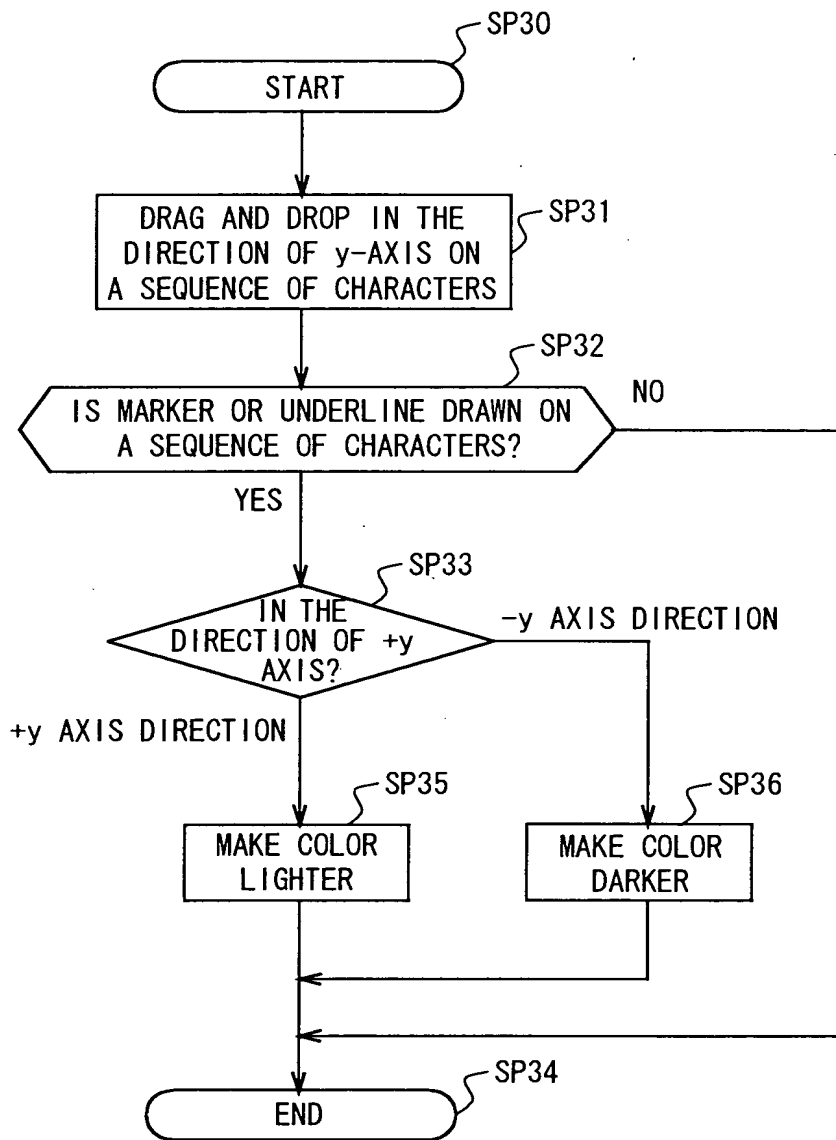 SP30
START
SP31
DRAG AND DROP IN THE
DIRECTION OF y-AXIS ON
A SEQUENCE OF CHARACTERS
SP32
IS MARKER OR UNDERLINE DRAWN ON
A SEQUENCE OF CHARACTERS?
NO
YES
SP33
IN THE
DIRECTION OF +y
AXIS?
-y AXIS DIRECTION
+y AXIS DIRECTION
SP35
MAKE COLOR
LIGHTER
SP36
MAKE COLOR
DARKER
SP34
END